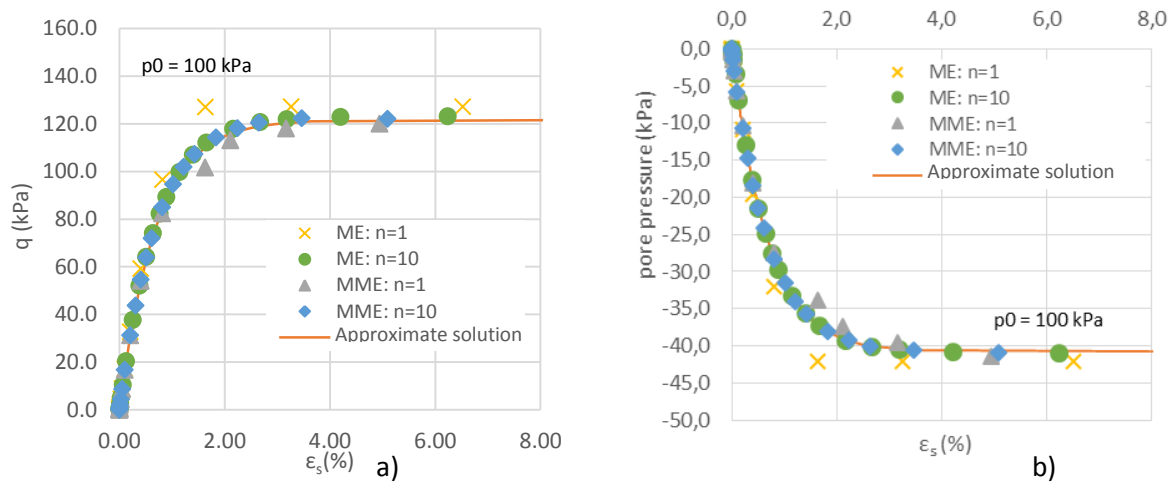 160.0
140.0
120.0
100.0
80.0
60.0
40.0
20.0
0.0
q (kPa)
p0 = 100 kPa
ME: n=1
ME: n=10
MME: n=1
MME: n=10
Approximate solution
0.00 2.00 4.00 6.00 8.00
εs(%)
a)
0,0 2,0 4,0 6,0 8,0
0,0
-5,0
-10,0
-15,0
-20,0
-25,0
-30,0
-35,0
-40,0
-45,0
-50,0
pore pressure (kPa)
ME: n=1
ME: n=10
MME: n=1
MME: n=10
Approximate solution
p0 = 100 kPa
εs(%)
b)